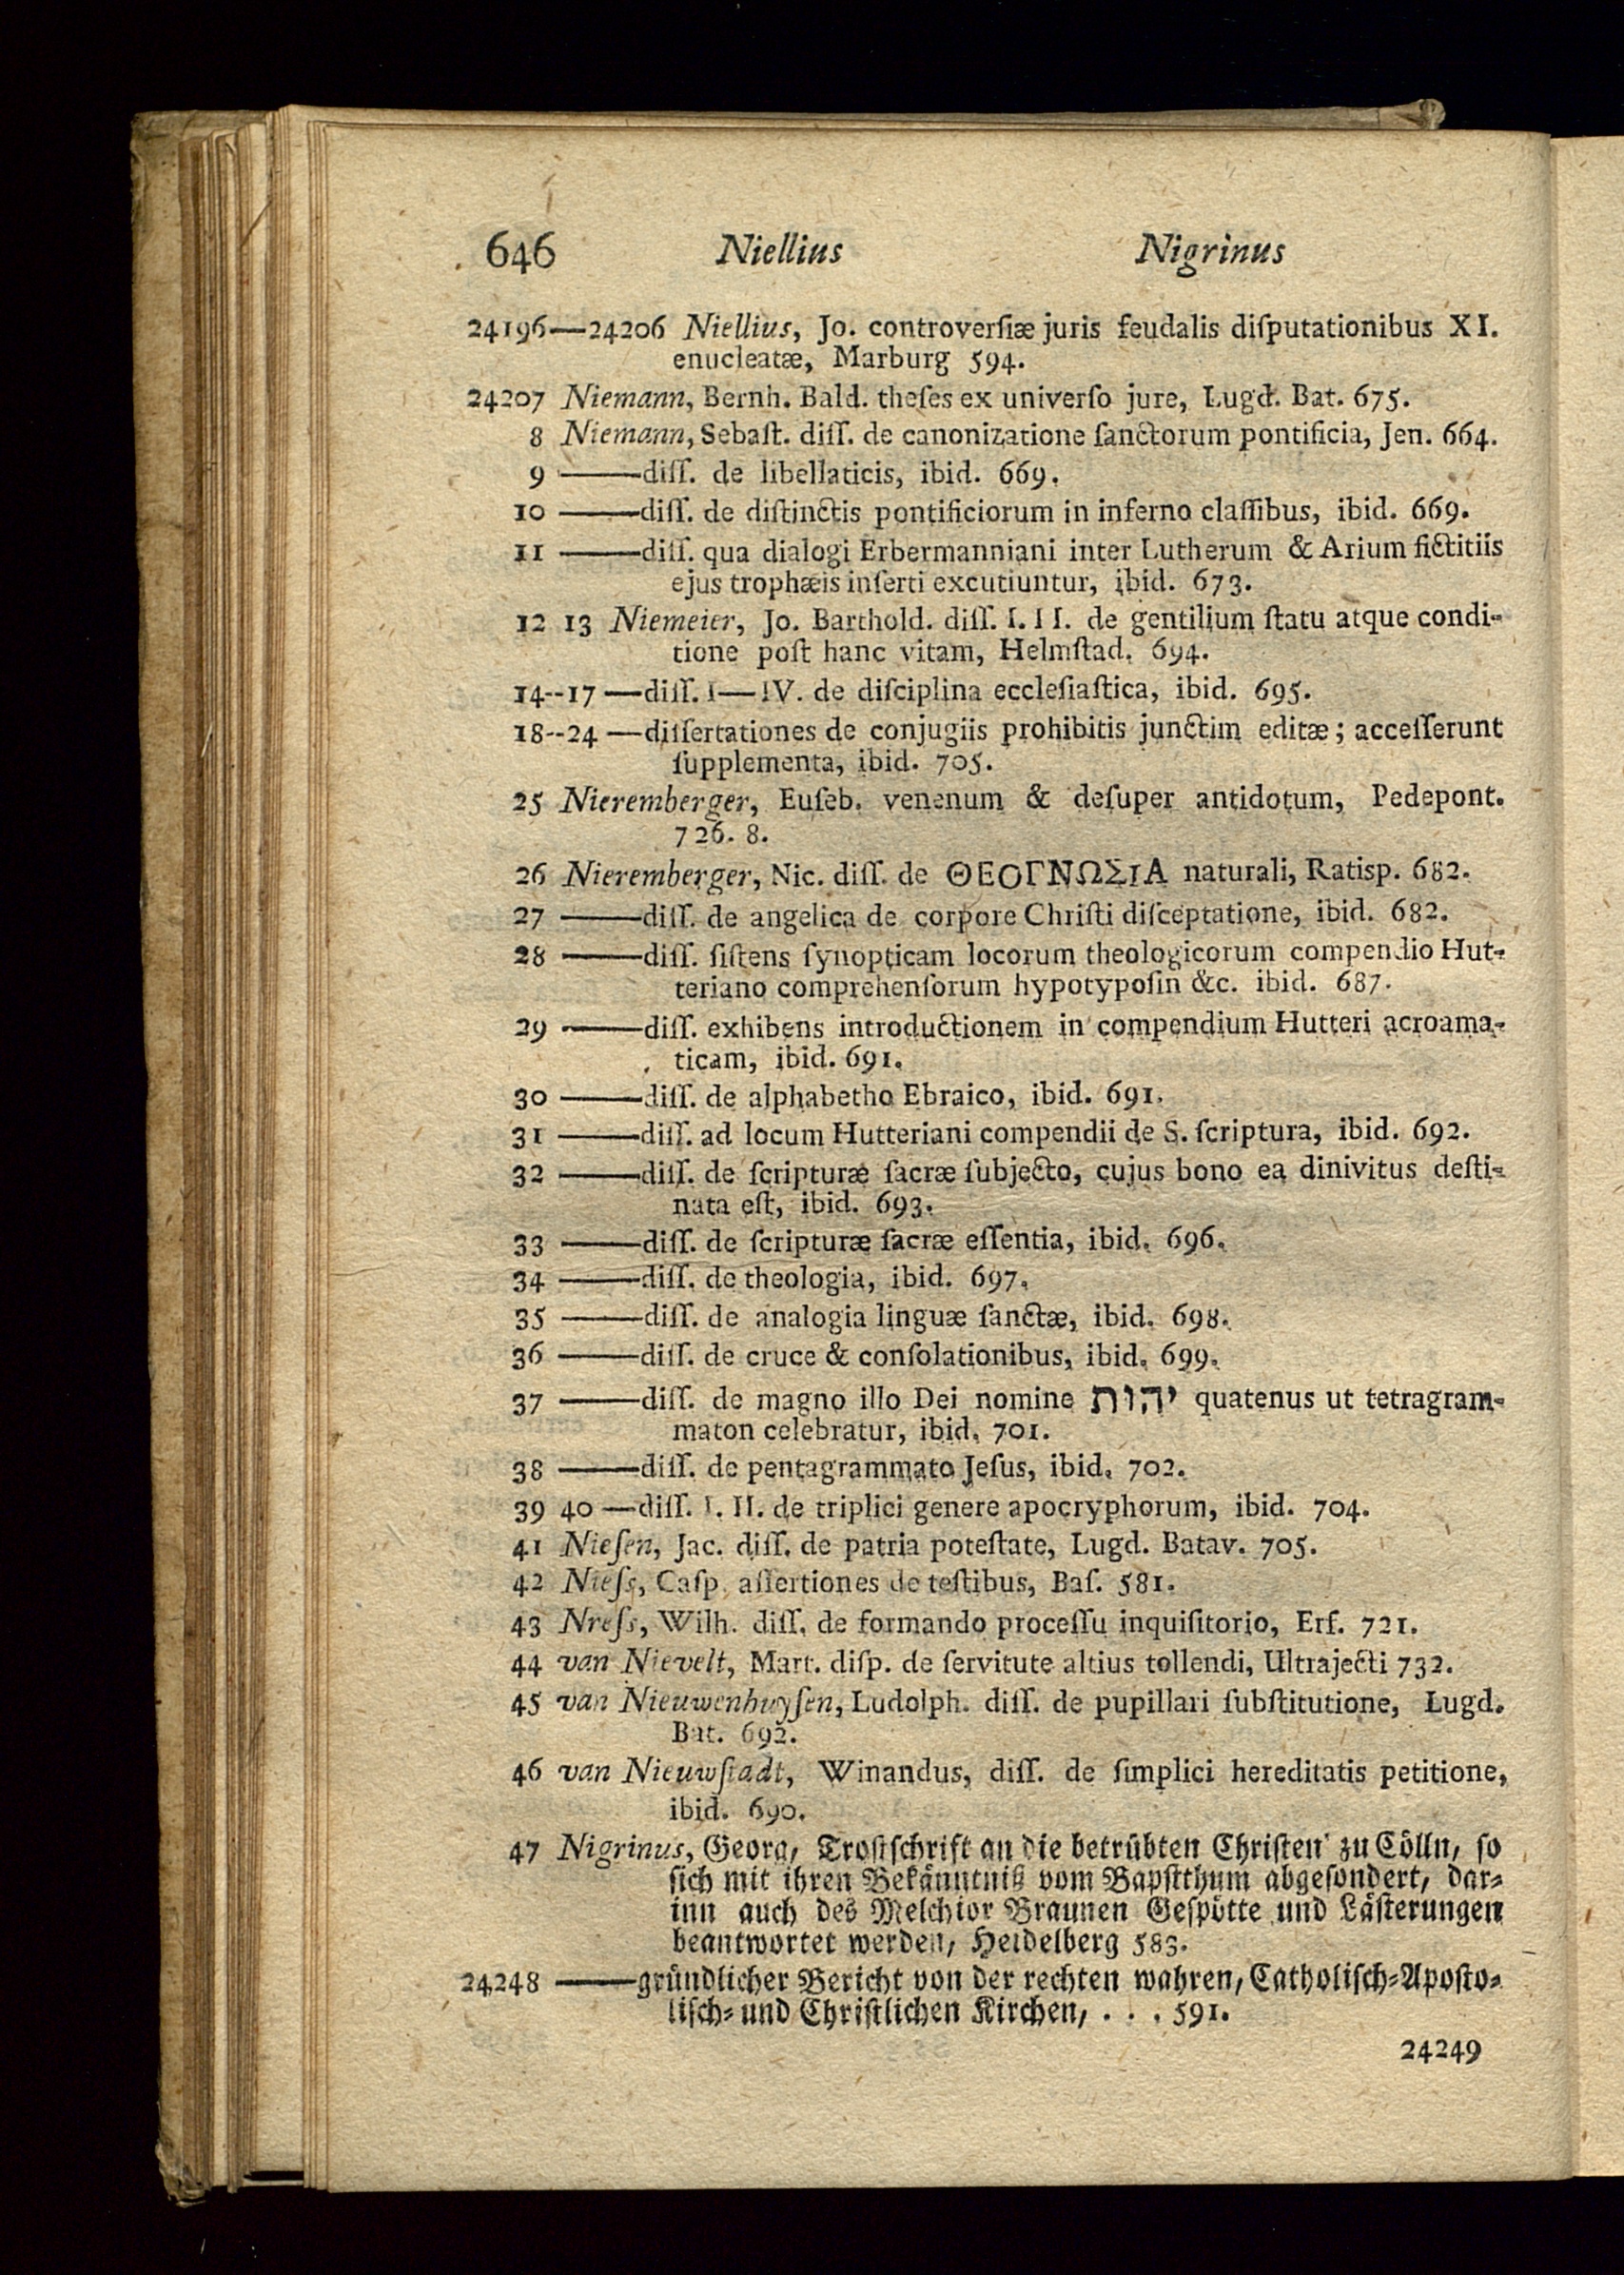 646 Niellius Nigrinus
24196—24206 Niellius, Jo. controverſiæ juris feudalis diſputationibus XI.
enucleatæ, Marburg 594.
24207 Niemann, Bernh. Bald. theſes ex univerſo jure, Lugd. Bat. 675.
8 Niemann, Sebaſt. diſſ. de canonizatione ſanctorum pontificia, Jen. 664.
9 ——diſſ. de libellaticis, ibid. 669.
10 ——diſſ. de diſtinctis pontificiorum in inferno claſſibus, ibid. 669.
11 ——diſſ. qua dialogi Erbermanniani inter Lutherum & Arium fictitiis
ejus trophæis inſerti excutiuntur, ibid. 673.
12 13 Niemeier, Jo. Barthold. diſſ. I. II. de gentilium ſtatu atque condi-
tione poſt hanc vitam, Helmſtad. 694.
14--17 —diſſ. I—IV. de diſciplina eccleſiaſtica, ibid. 695.
18--24 —diſſertationes de conjugiis prohibitis junctim editæ; acceſſerunt
ſupplementa, ibid. 705.
25 Nieremberger, Euſeb. venenum & deſuper antidotum, Pedepont.
726. 8.
26 Nieremberger, Nic. diſſ. de ΘΕΟΓΝΩΣΙΑ naturali, Ratisp. 682.
27 ——diſſ. de angelica de corpore Chriſti diſceptatione, ibid. 682.
28 ——diſſ. ſiſtens ſynopticam locorum theologicorum compendio Hut-
teriano comprehenſorum hypotypoſin &c. ibid. 687.
29 ——diſſ. exhibens introductionem in compendium Hutteri acroama-
ticam, ibid. 691.
30 ——diſſ. de alphabetho Ebraico, ibid. 691.
31 ——diſſ. ad locum Hutteriani compendii de S. ſcriptura, ibid. 692.
32 ——diſſ. de ſcripturæ ſacræ ſubjecto, cujus bono ea dinivitus deſti-
nata eſt, ibid. 693.
33 ——diſſ. de ſcripturæ ſacræ eſſentia, ibid. 696.
34 ——diſſ. de theologia, ibid. 697.
35 ——diſſ. de analogia linguæ ſanctæ, ibid. 698.
36 ——diſſ. de cruce & conſolationibus, ibid. 699.
37 ——diſſ. de magno illo Dei nomine יהות quatenus ut tetragram-
maton celebratur, ibid. 701.
38 ——diſſ. de pentagrammato Jeſus, ibid. 702.
39 40 —diſſ. I. II. de triplici genere apocryphorum, ibid. 704.
41 Nieſen, Jac. diſſ. de patria poteſtate, Lugd. Batav. 705.
42 Nieſs, Caſp. aſſertiones de teſtibus, Baſ. 581.
43 Nreſs, Wilh. diſſ. de formando proceſſu inquiſitorio, Erf. 721.
44 van Nievelt, Mart. diſp. de ſervitute altius tollendi, Ultrajecti 732.
45 van Nieuwenhuyſen, Ludolph. diſſ. de pupillari ſubſtitutione, Lugd.
Bat. 692.
46 van Nieuwſtadt, Winandus, diſſ. de ſimplici hereditatis petitione,
ibid. 690.
47 Nigrinus, Georg, Troſtſchrift an die betrübten Chriſten zu Cölln, ſo
ſich mit ihren Bekänntniß vom Bapſtthum abgeſondert, dar-
inn auch des Melchior Braunen Geſpötte und Läſterungen
beantwortet werden, Heidelberg 583.
24248 ——gründlicher Bericht von der rechten wahren, Catholiſch-Apoſto-
liſch- und Chriſtlichen Kirchen, . . . 591.
24249